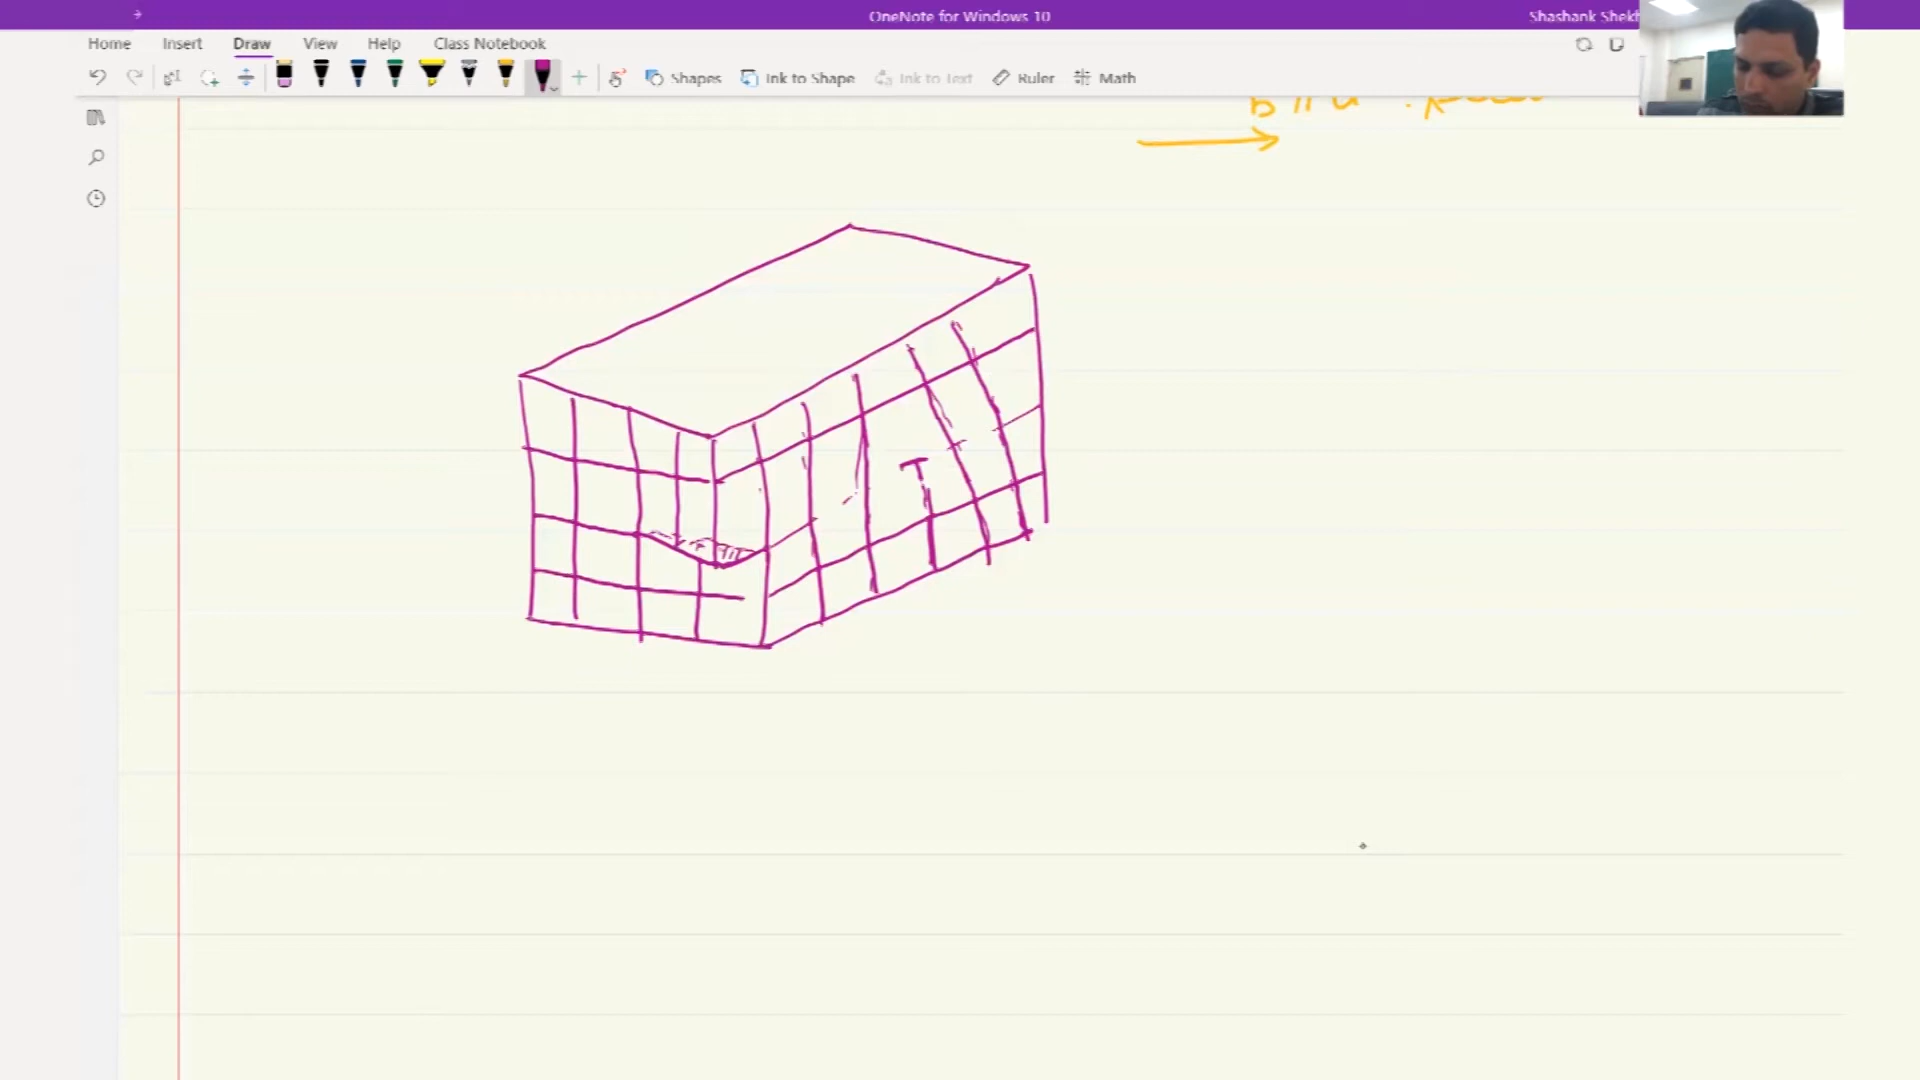 OneNote for Windows 10
Shashank Shekh
Home Insert Draw View Help Class Notebook
Shapes Ink to Shape Ink to Text Ruler Math
b || u
T